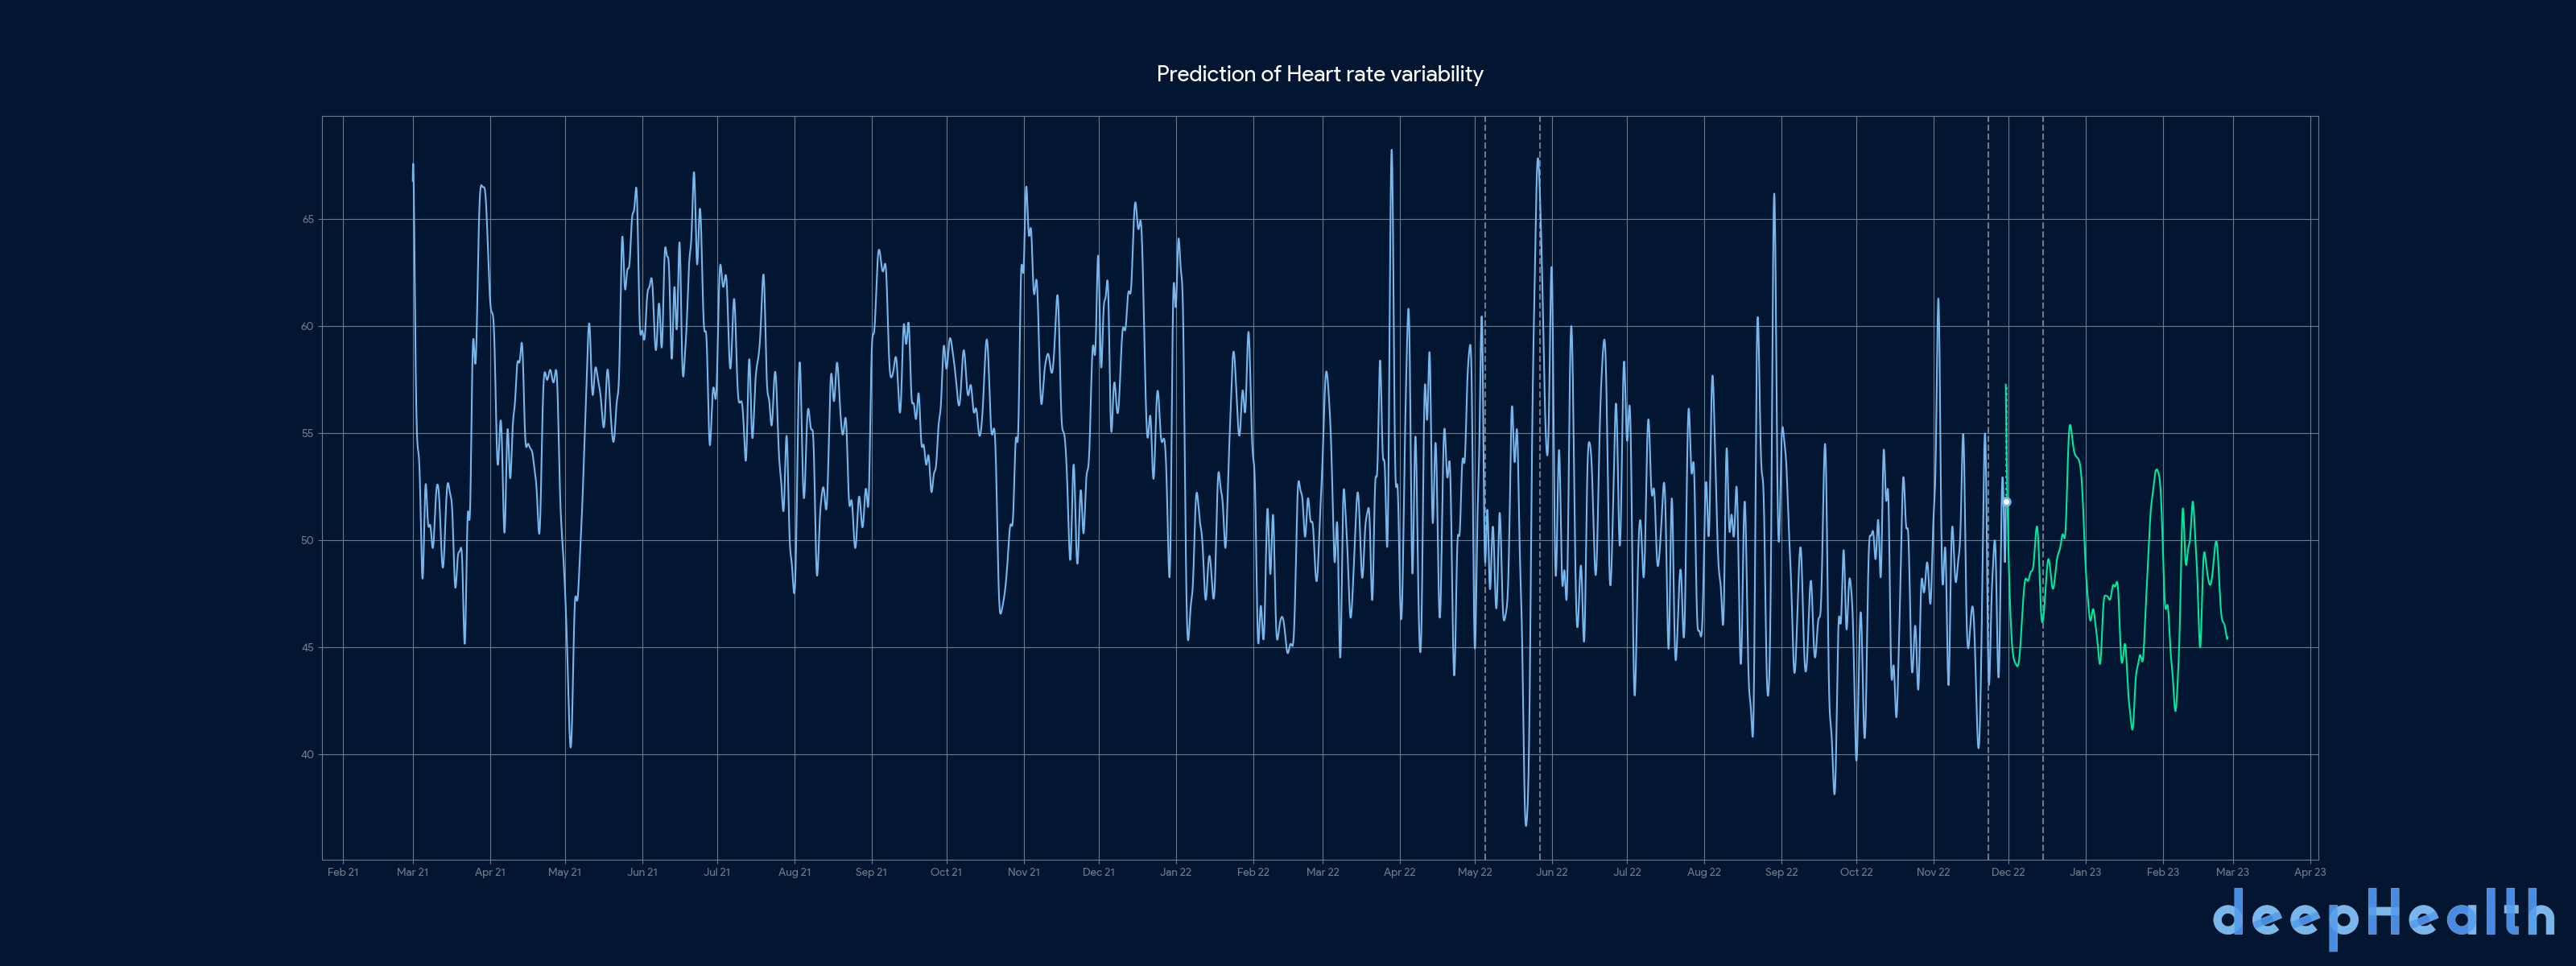 Prediction of Heart rate variability
65
60
55
50
45
40
Feb 21 Mar 21 Apr 21 May 21 Jun 21 Jul 21 Aug 21 Sep 21 Oct 21 Nov 21 Dec 21 Jan 22 Feb 22 Mar 22 Apr 22 May 22 Jun 22 Jul 22 Aug 22 Sep 22 Oct 22 Nov 22 Dec 22 Jan 23 Feb 23 Mar 23 Apr 23
deepHealth